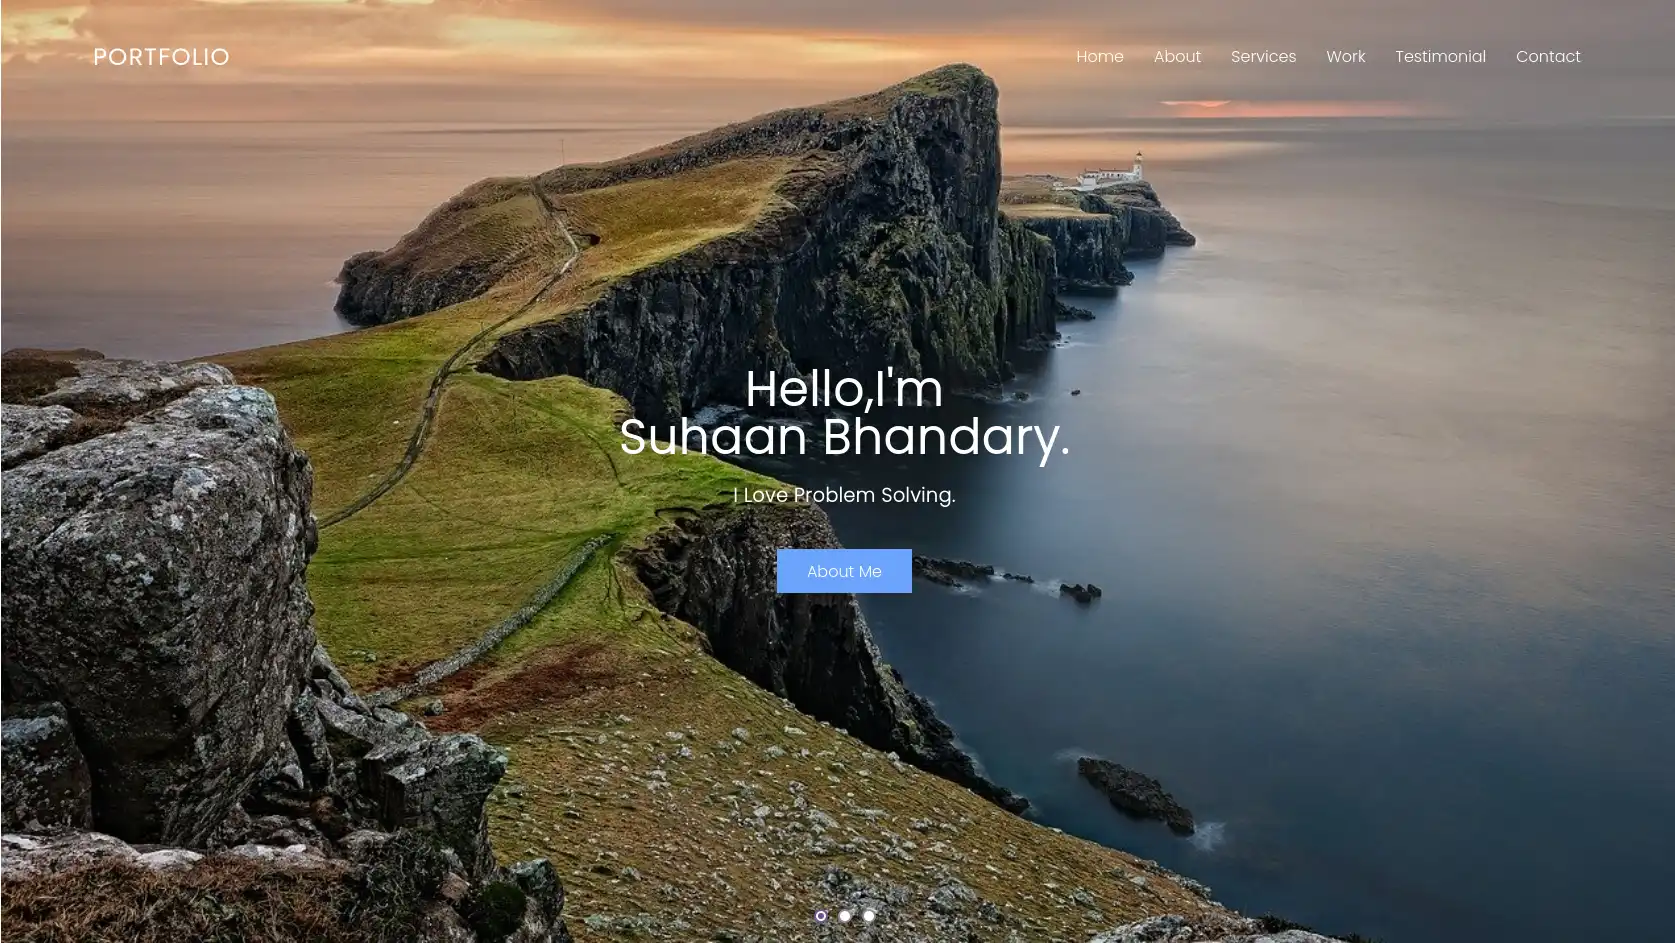 PORTFOLIO
Home About Services Work Testimonial Contact
Hello,I'm
Suhaan Bhandary.
I Love Problem Solving.
About Me